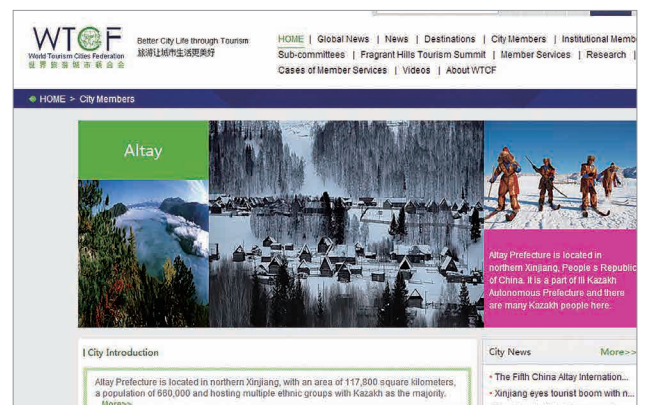 WTCF
World Tourism Cities Federation
世界旅游城市联合会
Better City Life through Tourism
旅游让城市生活更美好
HOME | Global News | News | Destinations | City Members | Institutional Memb
Sub-committees | Fragrant Hills Tourism Summit | Member Services | Research |
Cases of Member Services | Videos | About WTCF
HOME > City Members
Altay
Altay Prefecture is located in
northern Xinjiang, People s Republic
of China. It is a part of Ili Kazakh
Autonomous Prefecture and there
are many Kazakh people here.
| City Introduction
Altay Prefecture is located in northern Xinjiang, with an area of 117,800 square kilometers,
a population of 660,000 and hosting multiple ethnic groups with Kazakh as the majority.
More>>
City News More>>
• The Fifth China Altay Internation...
• Xinjiang eyes tourist boom with n...